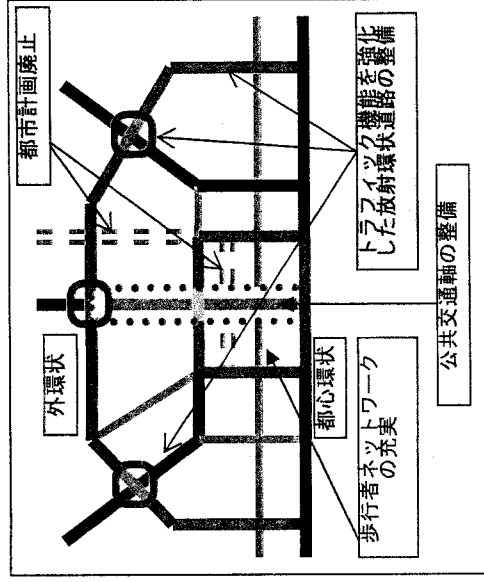 都市計画廃止
外環状
都心環状
歩行者ネットワーク
の充実
公共交通軸の整備
トラフィック機能を強化
した放射環状道路の整備